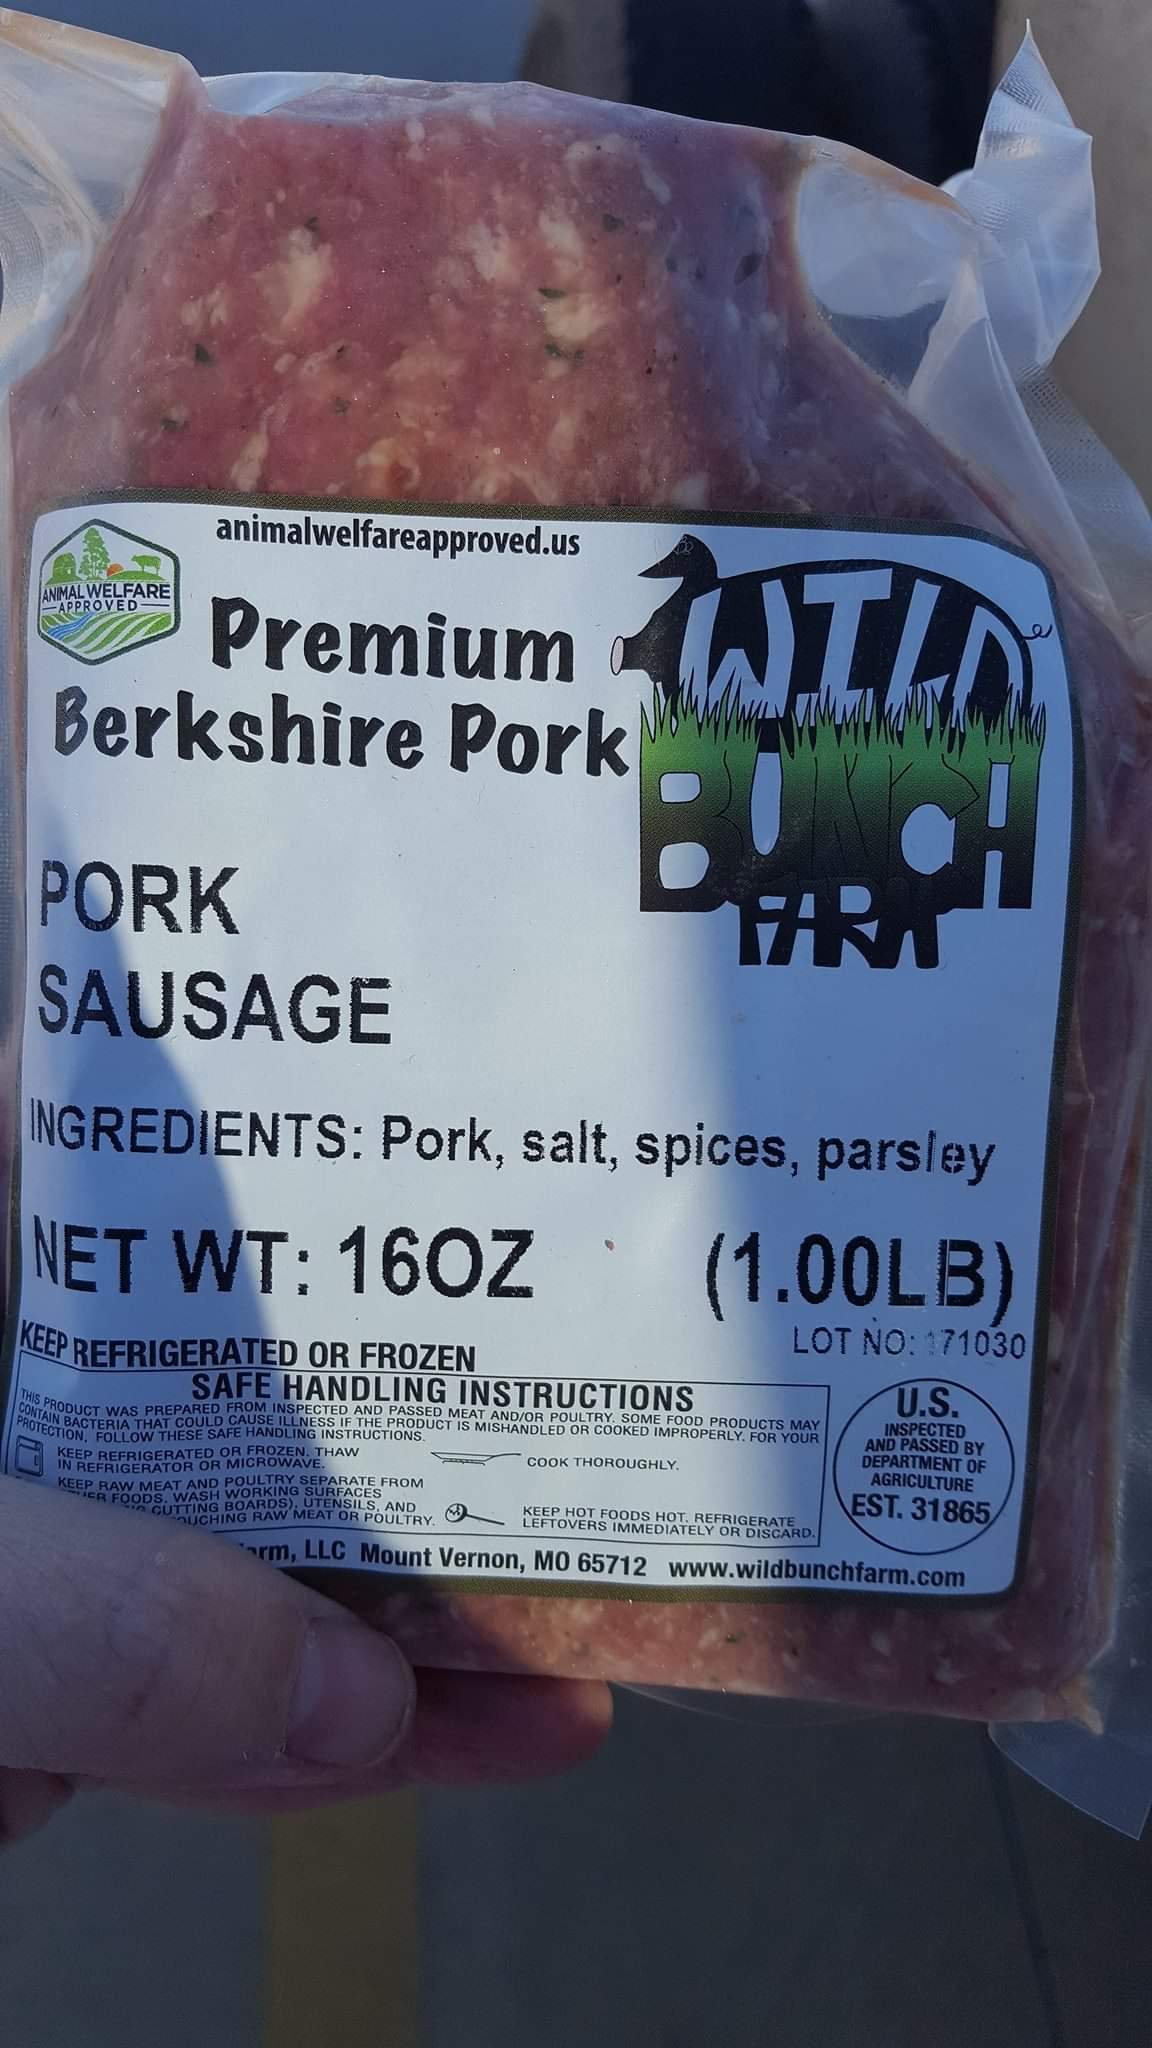 animalwelfareapproved.us
ANIMAL WELFARE
APPROVED
Premium
Berkshire Pork
WILD
BUNCH
FARM
PORK
SAUSAGE
INGREDIENTS: Pork, salt, spices, parsley
NET WT: 16OZ (1.00LB)
LOT NO: 171030
KEEP REFRIGERATED OR FROZEN
SAFE HANDLING INSTRUCTIONS
THIS PRODUCT WAS PREPARED FROM INSPECTED AND PASSED MEAT AND/OR POULTRY. SOME FOOD PRODUCTS MAY
CONTAIN BACTERIA THAT COULD CAUSE ILLNESS IF THE PRODUCT IS MISHANDLED OR COOKED IMPROPERLY. FOR YOUR
PROTECTION, FOLLOW THESE SAFE HANDLING INSTRUCTIONS.
KEEP REFRIGERATED OR FROZEN. THAW
IN REFRIGERATOR OR MICROWAVE.
COOK THOROUGHLY.
KEEP RAW MEAT AND POULTRY SEPARATE FROM
FOODS. WASH WORKING SURFACES
CUTTING BOARDS), UTENSILS, AND
RAW MEAT OR POULTRY.
KEEP HOT FOODS HOT. REFRIGERATE
LEFTOVERS IMMEDIATELY OR DISCARD.
U.S.
INSPECTED
AND PASSED BY
DEPARTMENT OF
AGRICULTURE
EST. 31865
LLC Mount Vernon, MO 65712 www.wildbunchfarm.com